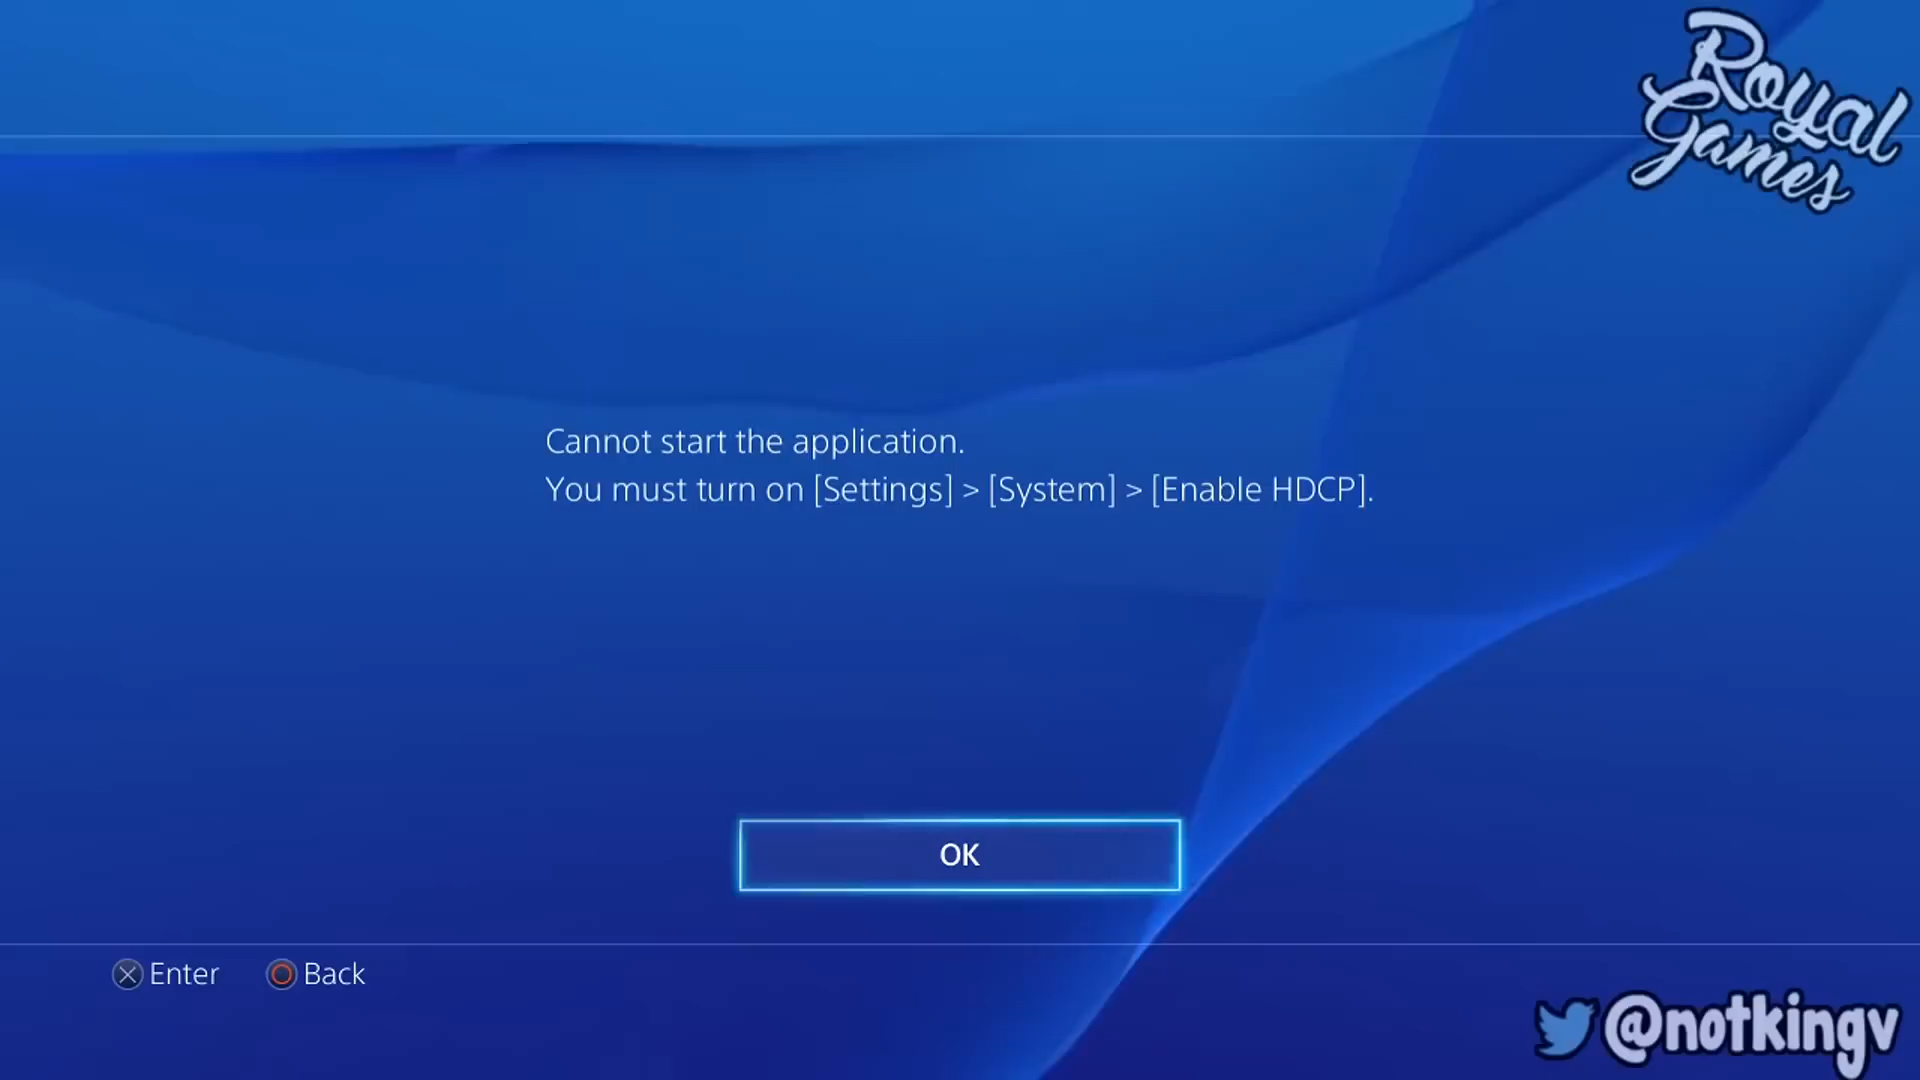 Royal
Games
Cannot start the application.
You must turn on [Settings] > [System] > [Enable HDCP].
OK
Enter
Back
@notkingv